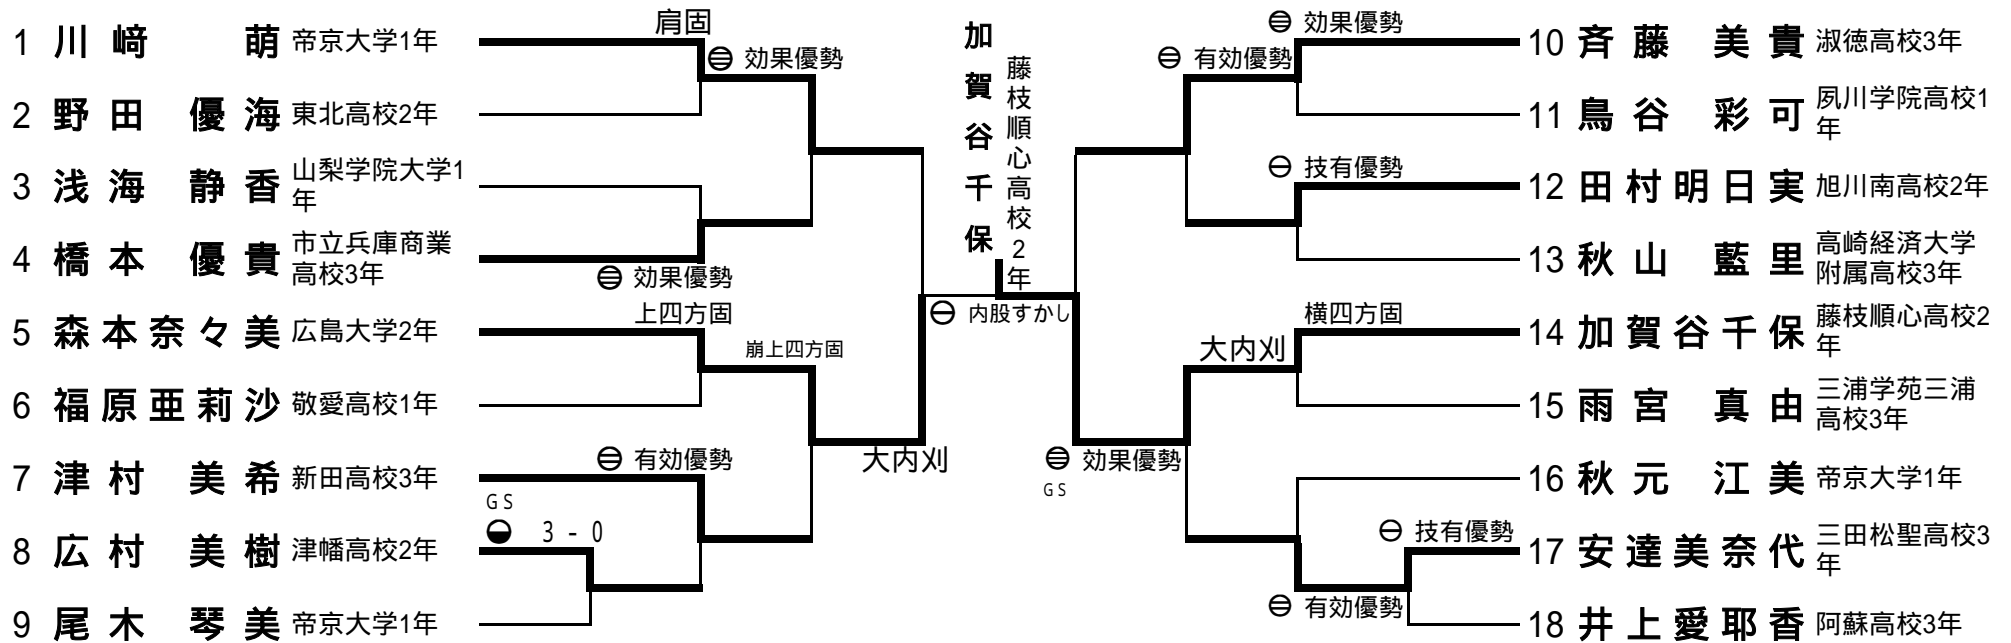 1 川﨑 萌 帝京大学1年
2 野田 優海 東北高校2年
3 浅海 静香 山梨学院大学1
年
4 橋本 優貴 市立兵庫商業
高校3年
5 森本奈々美 広島大学2年
6 福原亜莉沙 敬愛高校1年
7 津村 美希 新田高校3年
8 広村 美樹 津幡高校2年
9 尾木 琴美 帝京大学1年
肩固
効果優勢
効果優勢
上四方固
崩上四方固
有効優勢
GS
3 - 0
大内刈
加賀谷千保
藤枝順心高校2年
内股すかし
効果優勢
有効優勢
技有優勢
横四方固
大内刈
効果優勢
GS
技有優勢
有効優勢
10 斉藤 美貴 淑徳高校3年
11 鳥谷 彩可 夙川学院高校1
年
12 田村明日実 旭川南高校2年
13 秋山 藍里 高崎経済大学
附属高校3年
14 加賀谷千保 藤枝順心高校2
年
15 雨宮 真由 三浦学苑三浦
高校3年
16 秋元 江美 帝京大学1年
17 安達美奈代 三田松聖高校3
年
18 井上愛耶香 阿蘇高校3年